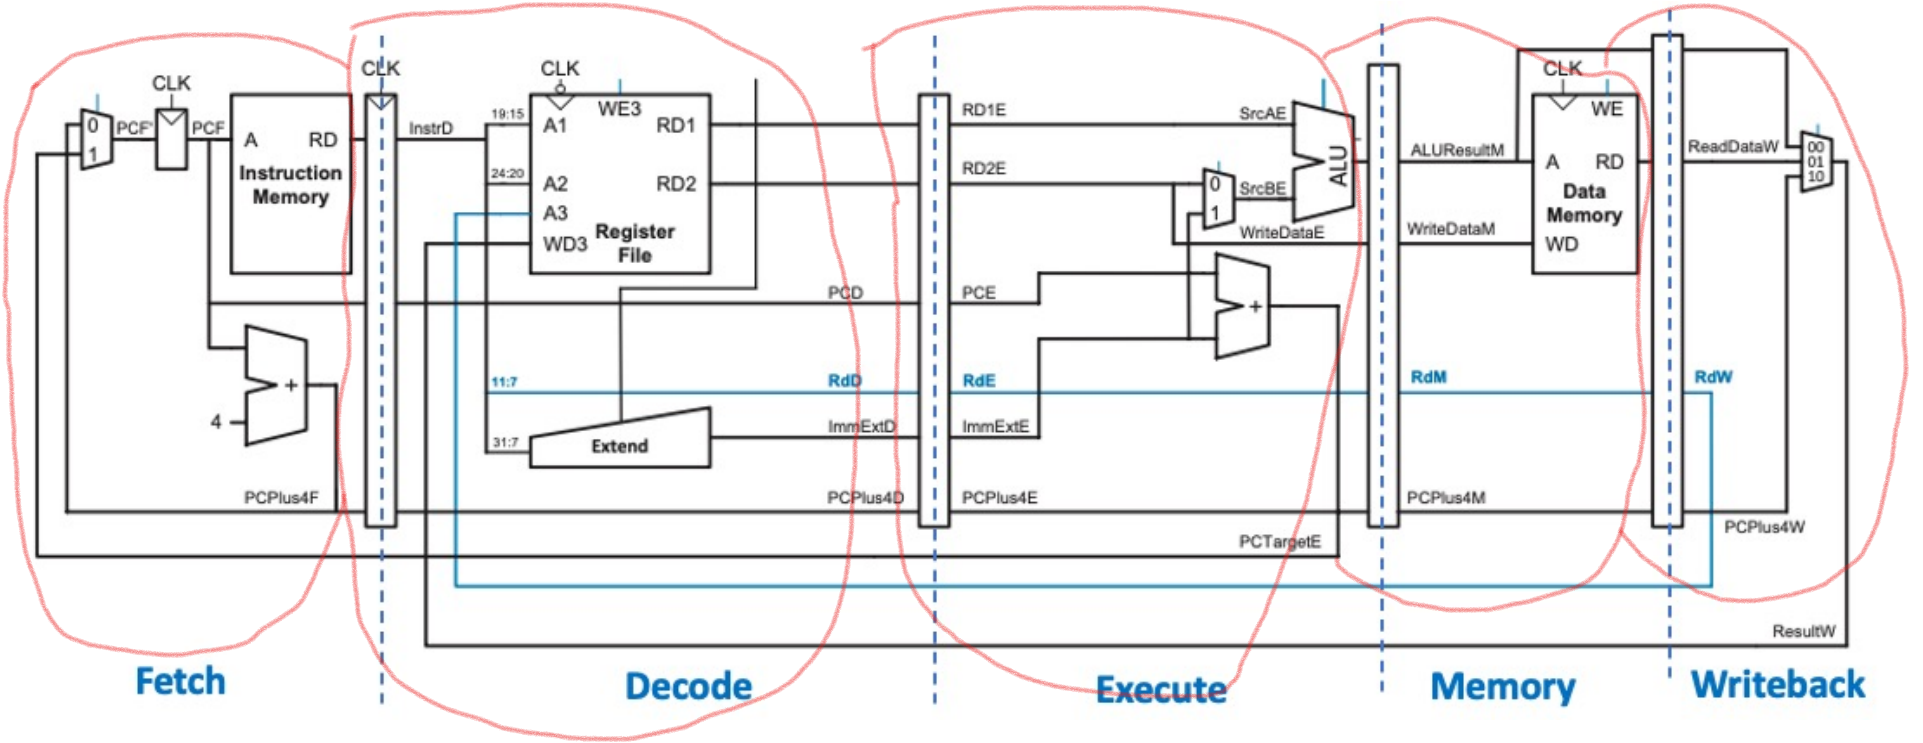 CLK
0
1
PCF'
PCF
A
RD
Instruction
Memory
+
4
PCPlus4F
CLK
InstrD
19:15
24:20
11:7
31:7
CLK
WE3
A1
RD1
A2
RD2
A3
WD3
Register
File
PCD
RdD
Extend
ImmExtD
PCPlus4D
RD1E
RD2E
PCE
RdE
ImmExtE
PCPlus4E
SrcAE
0
1
SrcBE
ALU
WriteDataE
+
PCTargetE
ALUResultM
WriteDataM
RdM
PCPlus4M
CLK
WE
A
RD
Data
Memory
WD
ReadDataW
00
01
10
RdW
PCPlus4W
ResultW
Fetch
Decode
Execute
Memory
Writeback